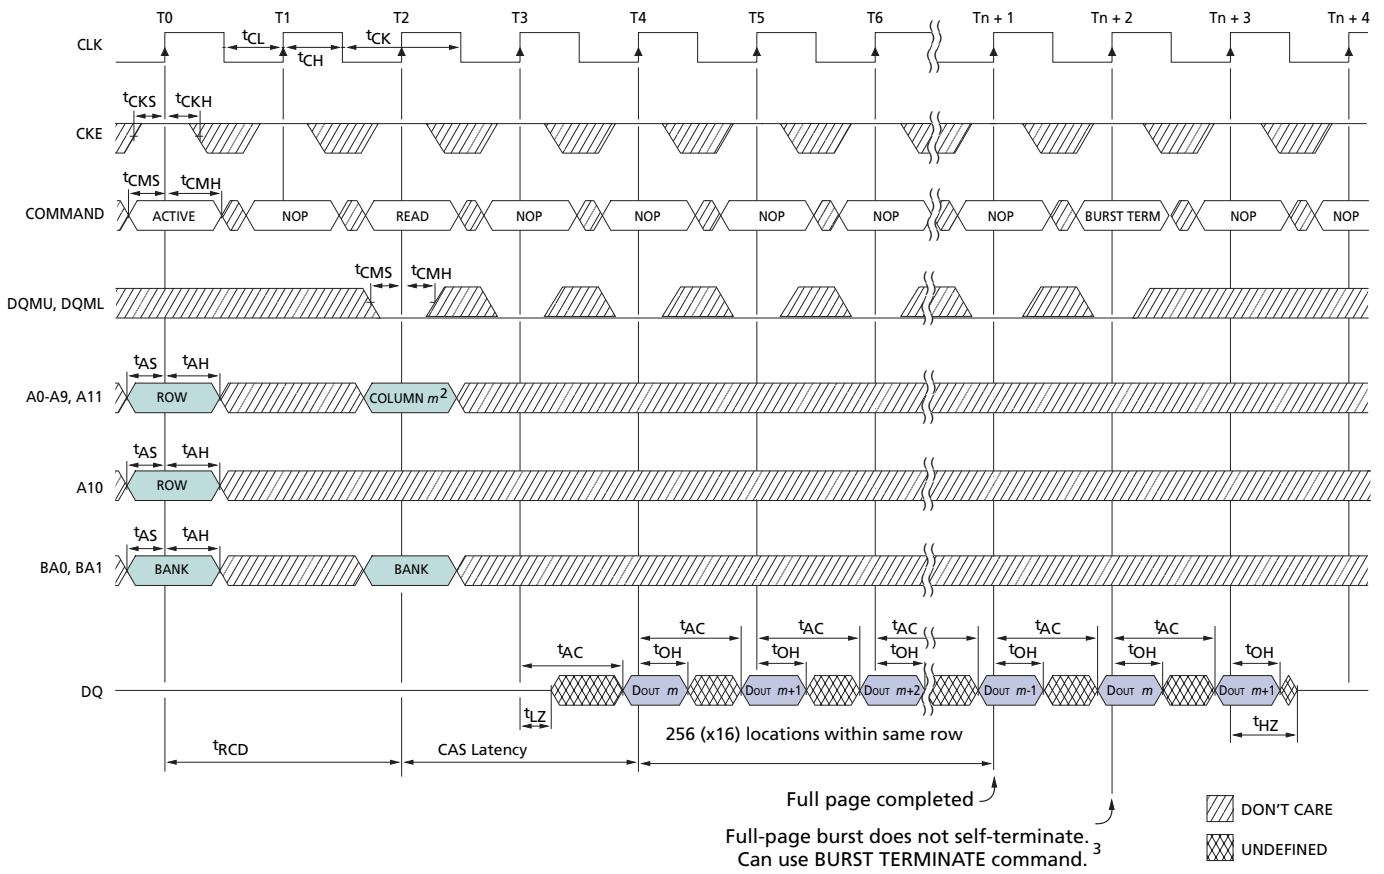 T0 T1 T2 T3 T4 T5 T6 Tn + 1 Tn + 2 Tn + 3 Tn + 4
CLK tCL tCH tCK
tCKS tCKH
CKE
tCMS tCMH
COMMAND ACTIVE NOP READ NOP NOP NOP NOP NOP BURST TERM NOP NOP
tCMS tCMH
DQMU, DQML
tAS tAH
A0-A9, A11 ROW COLUMN m2
tAS tAH
A10 ROW
tAS tAH
BA0, BA1 BANK BANK
tAC tAC tAC tAC tAC
tAC tOH tOH tOH tOH tOH tOH
DQ DOUT m DOUT m+1 DOUT m+2 DOUT m-1 DOUT m DOUT m+1
tLZ tHZ
256 (x16) locations within same row
tRCD CAS Latency
Full page completed
Full-page burst does not self-terminate.
Can use BURST TERMINATE command. 3
DON'T CARE
UNDEFINED